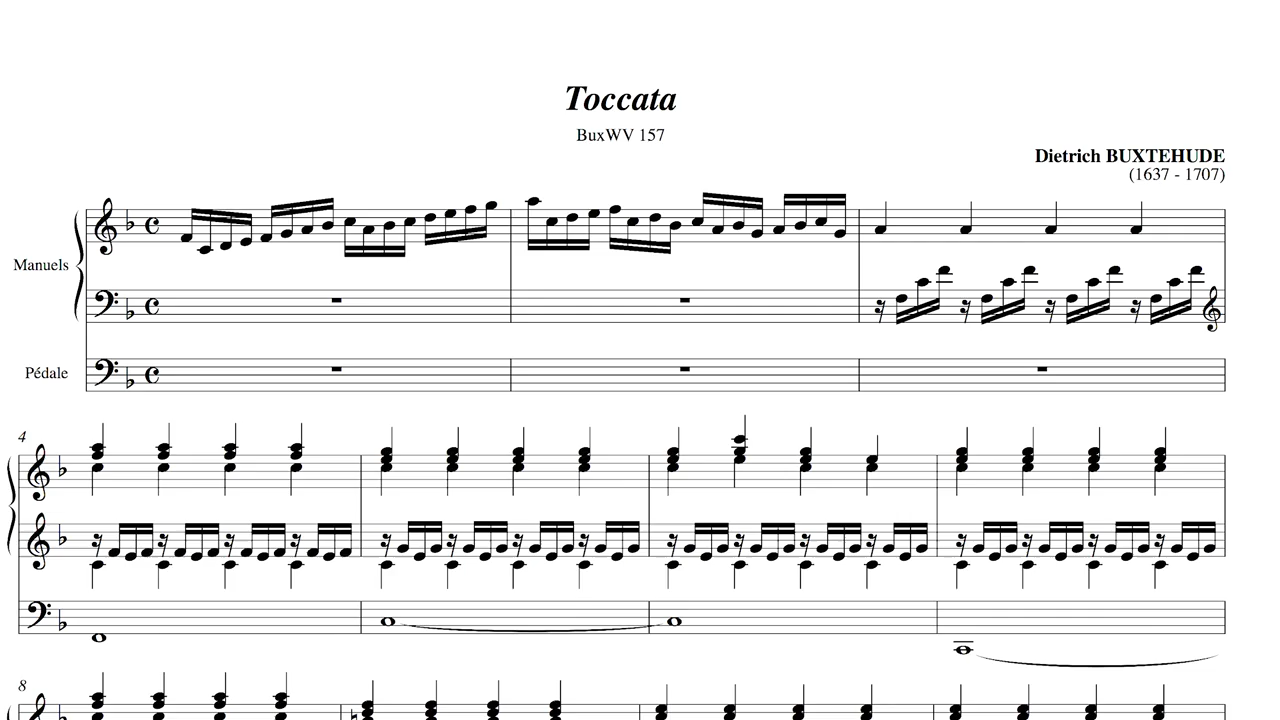 Toccata
BuxWV 157
Dietrich BUXTEHUDE
(1637 - 1707)
Manuels
Pédale
4
8